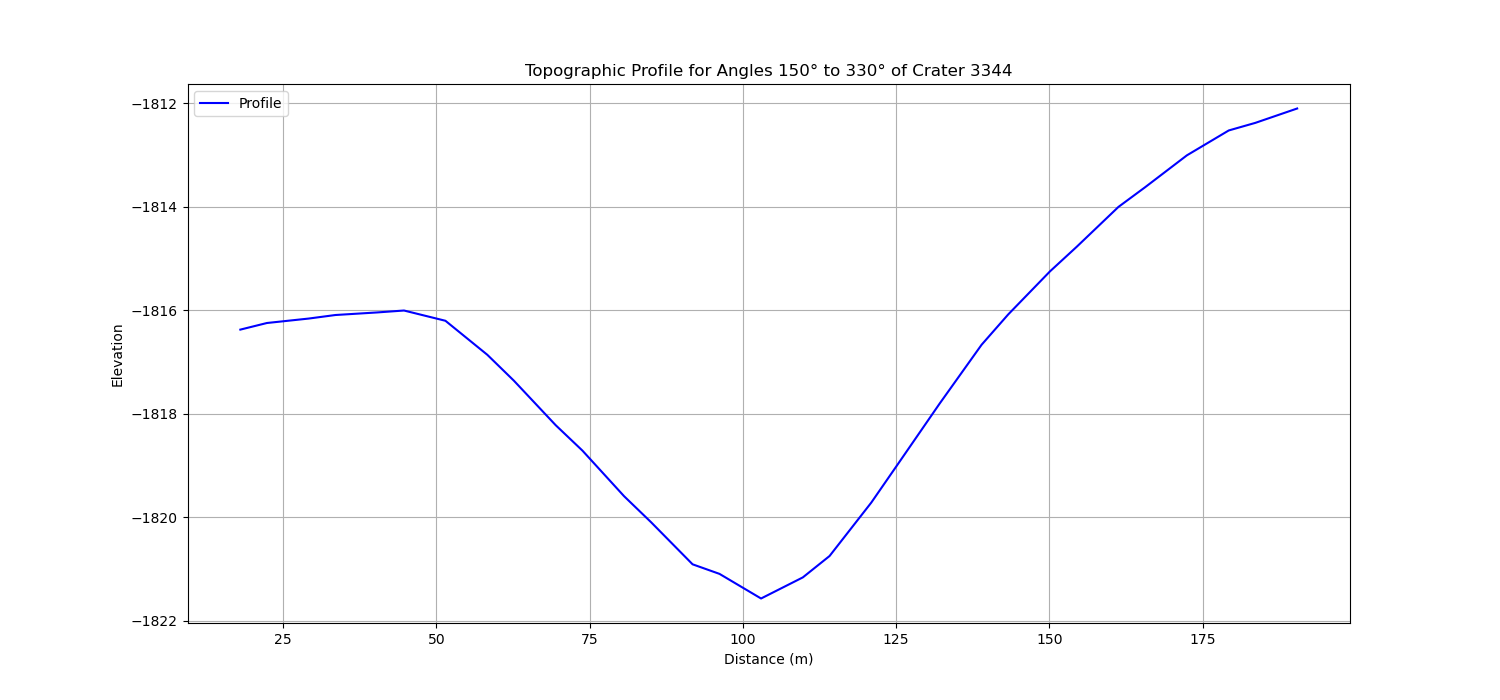 Topographic Profile for Angles 150° to 330° of Crater 3344
Profile
−1812
−1814
−1816
−1818
−1820
−1822
Elevation
25 50 75 100 125 150 175
Distance (m)